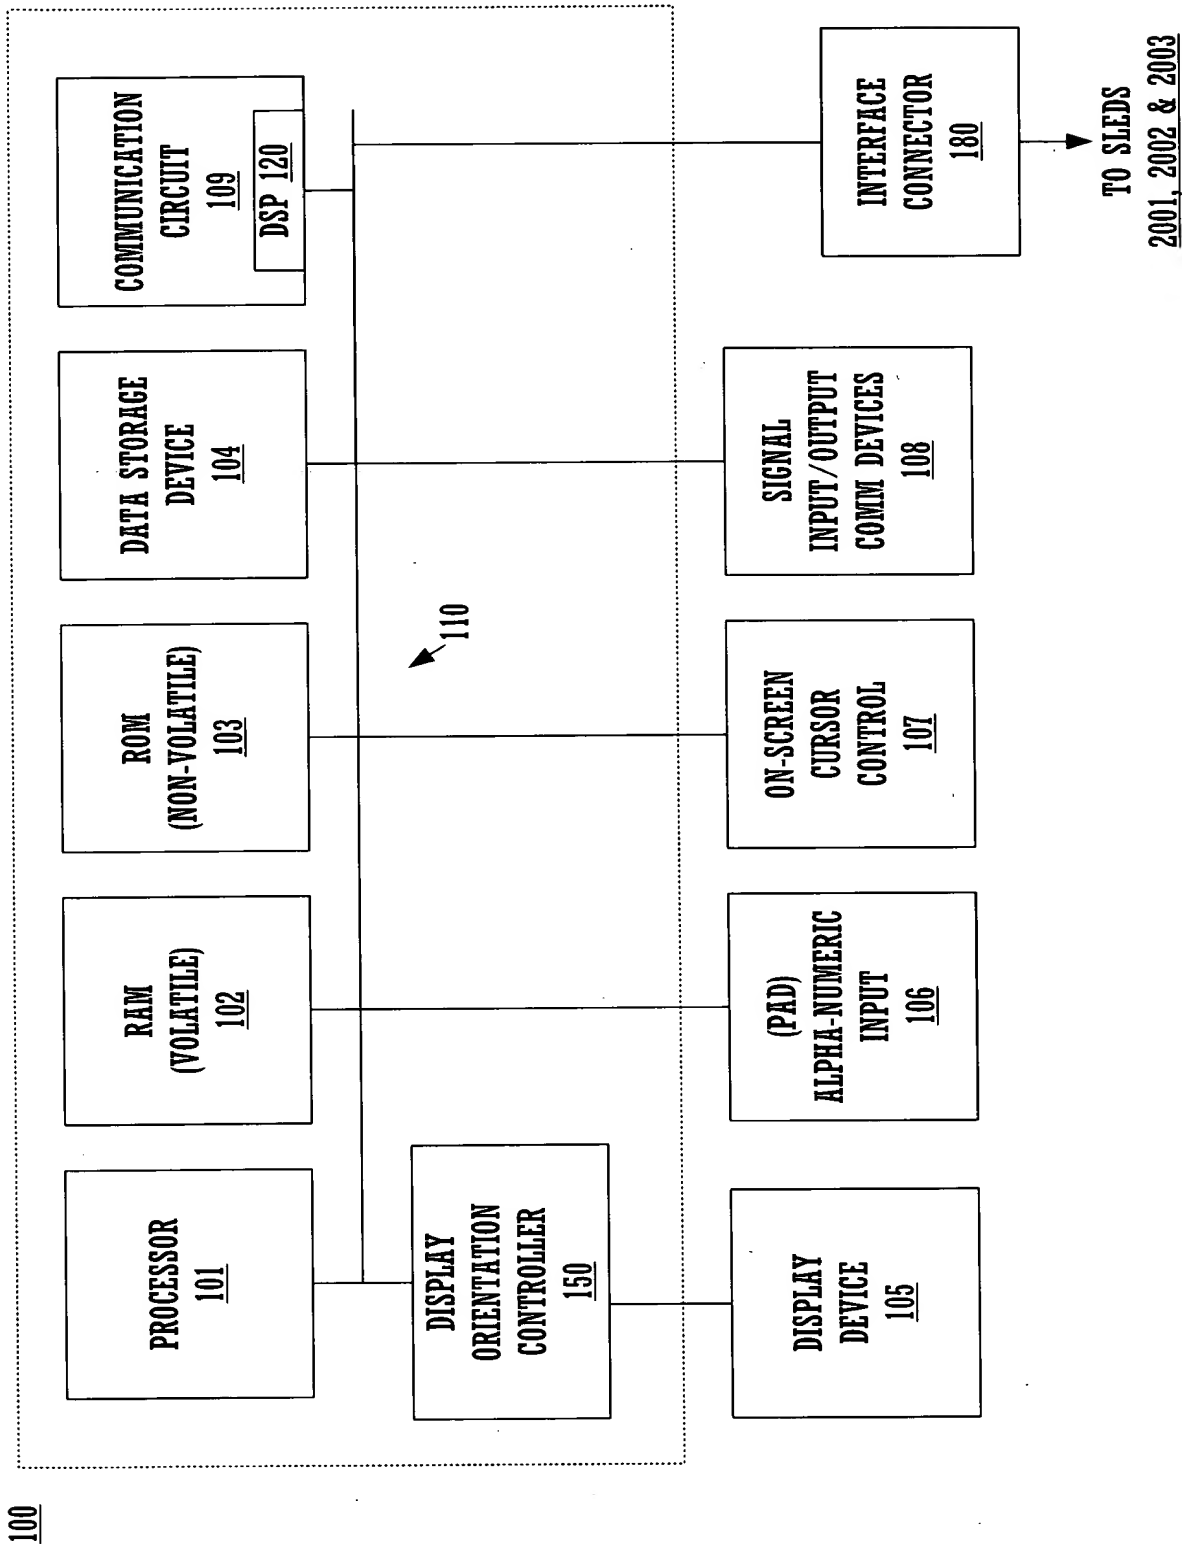 100
PROCESSOR
101
RAM
(VOLATILE)
102
ROM
(NON-VOLATILE)
103
DATA STORAGE
DEVICE
104
COMMUNICATION
CIRCUIT
109
DSP 120
110
DISPLAY
ORIENTATION
CONTROLLER
150
DISPLAY
DEVICE
105
(PAD)
ALPHA-NUMERIC
INPUT
106
ON-SCREEN
CURSOR
CONTROL
107
SIGNAL
INPUT/OUTPUT
COMM DEVICES
108
INTERFACE
CONNECTOR
180
TO SLEDS
2001, 2002 & 2003